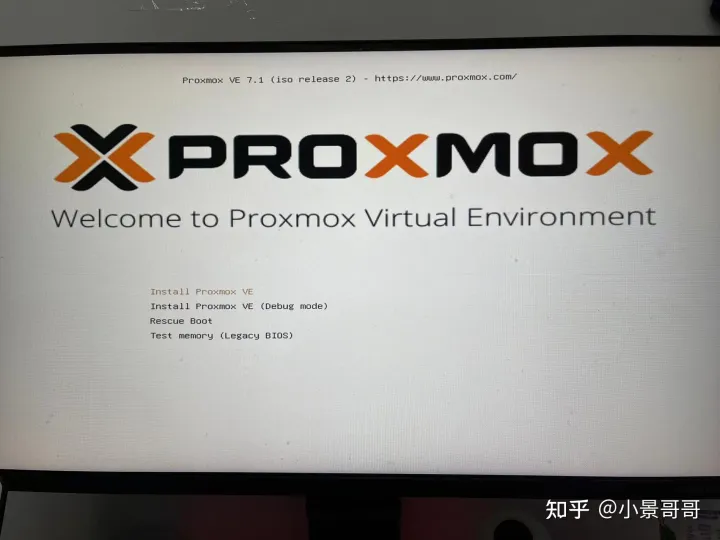 Proxmox VE 7.1 (iso release 2) - https://www.proxmox.com/
PROXMOX
Welcome to Proxmox Virtual Environment
Install Proxmox VE
Install Proxmox VE (Debug mode)
Rescue Boot
Test memory (Legacy BIOS)
知乎 @小景哥哥